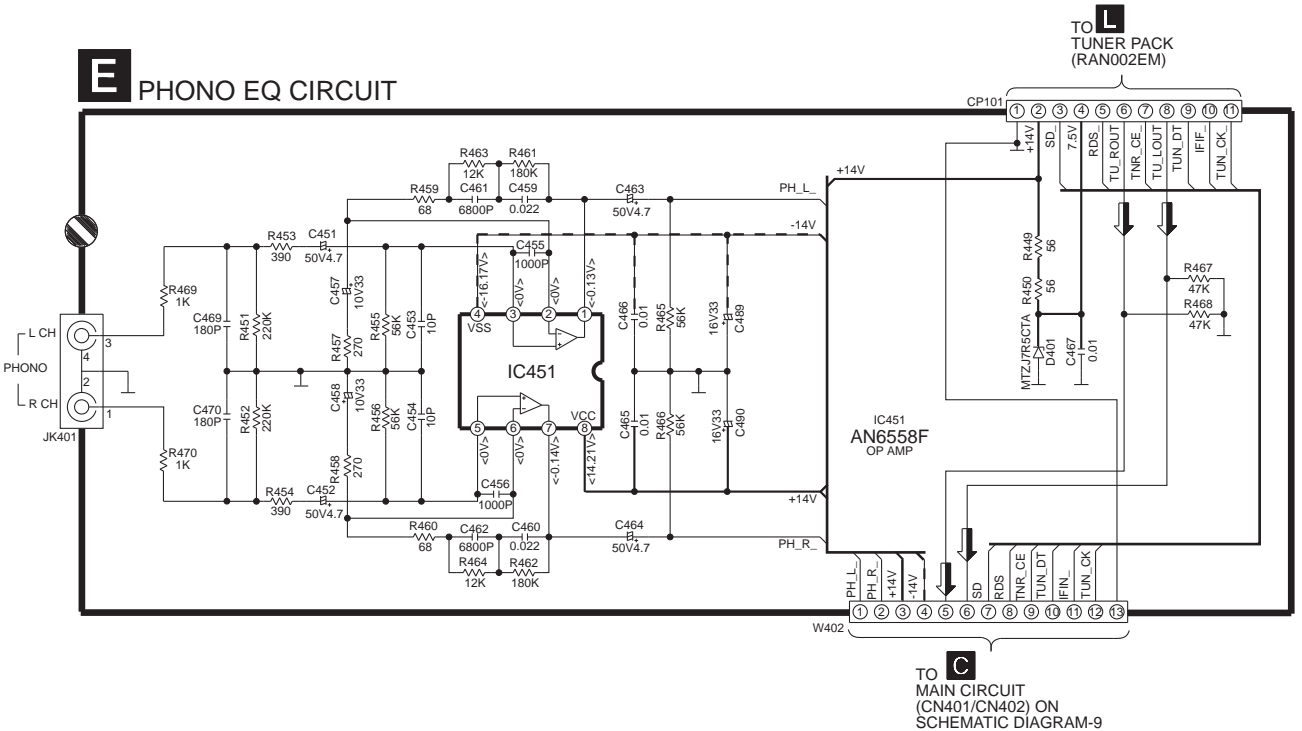 TO L
TUNER PACK
(RAN002EM)
E PHONO EQ CIRCUIT
CP101
1 2 3 4 5 6 7 8 9 10 11
+14V
SD_
7.5V
RDS_
TU_ROUT
TNR_CE_
TU_LOUT
TUN_DT
IFIF_
TUN_CK_
R463
12K
R461
180K
R459
68
C461
6800P
C459
0.022
C463
50V4.7
PH_L_
+14V
-14V
R453
390
C451
50V4.7
C455
1000P
C457
10V33
<-16.17V>
<0V>
<0V>
<-0.13V>
R469
1K
C469
180P
R451
220K
R457
270
R455
56K
C453
10P
4 3 2 1
VSS
C466
0.01
R465
56K
16V33
C489
R449
56
R450
56
R467
47K
R468
47K
MTZJ7R5CTA
D401
C467
0.01
PHONO
L CH
R CH
3
4
2
1
JK401
IC451
C470
180P
R452
220K
C458
10V33
R456
56K
C454
10P
VCC
5 6 7 8
<0V>
<0V>
<-0.14V>
<14.21V>
C465
0.01
R466
56K
16V33
C490
IC451
AN6558F
OP AMP
R470
1K
R458
270
R454
390
C452
50V4.7
C456
1000P
+14V
R460
68
C462
6800P
C460
0.022
C464
50V4.7
R464
12K
R462
180K
PH_R_
PH_L_
PH_R_
+14V
-14V
SD
RDS
TNR_CE
TUN_DT
IFIN_
TUN_CK
W402
1 2 3 4 5 6 7 8 9 10 11 12 13
TO C
MAIN CIRCUIT
(CN401/CN402) ON
SCHEMATIC DIAGRAM-9